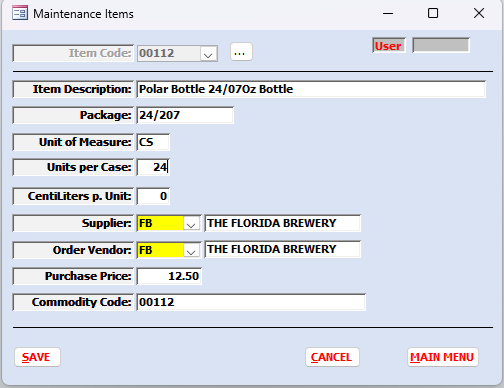 Maintenance Items
Item Code: 00112 ... User
Item Description: Polar Bottle 24/07Oz Bottle
Package: 24/207
Unit of Measure: CS
Units per Case: 24
CentiLiters p. Unit: 0
Supplier: FB THE FLORIDA BREWERY
Order Vendor: FB THE FLORIDA BREWERY
Purchase Price: 12.50
Commodity Code: 00112
SAVE CANCEL MAIN MENU